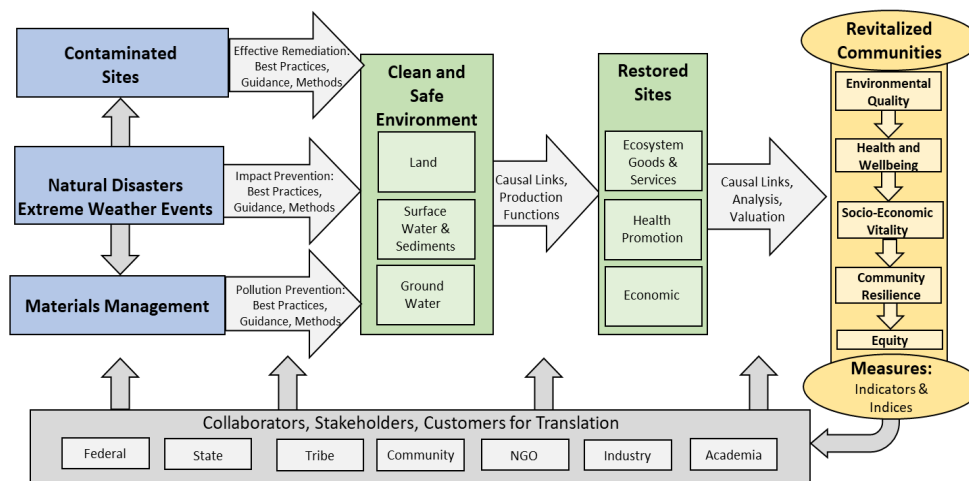 Contaminated
Sites
Natural Disasters
Extreme Weather Events
Materials Management
Effective Remediation:
Best Practices,
Guidance, Methods
Impact Prevention:
Best Practices,
Guidance, Methods
Pollution Prevention:
Best Practices,
Guidance, Methods
Clean and
Safe
Environment
Land
Surface
Water &
Sediments
Ground
Water
Causal Links,
Production
Functions
Restored
Sites
Ecosystem
Goods &
Services
Health
Promotion
Economic
Causal Links,
Analysis,
Valuation
Revitalized
Communities
Environmental
Quality
Health and
Wellbeing
Socio-Economic
Vitality
Community
Resilience
Equity
Measures:
Indicators &
Indices
Collaborators, Stakeholders, Customers for Translation
Federal
State
Tribe
Community
NGO
Industry
Academia